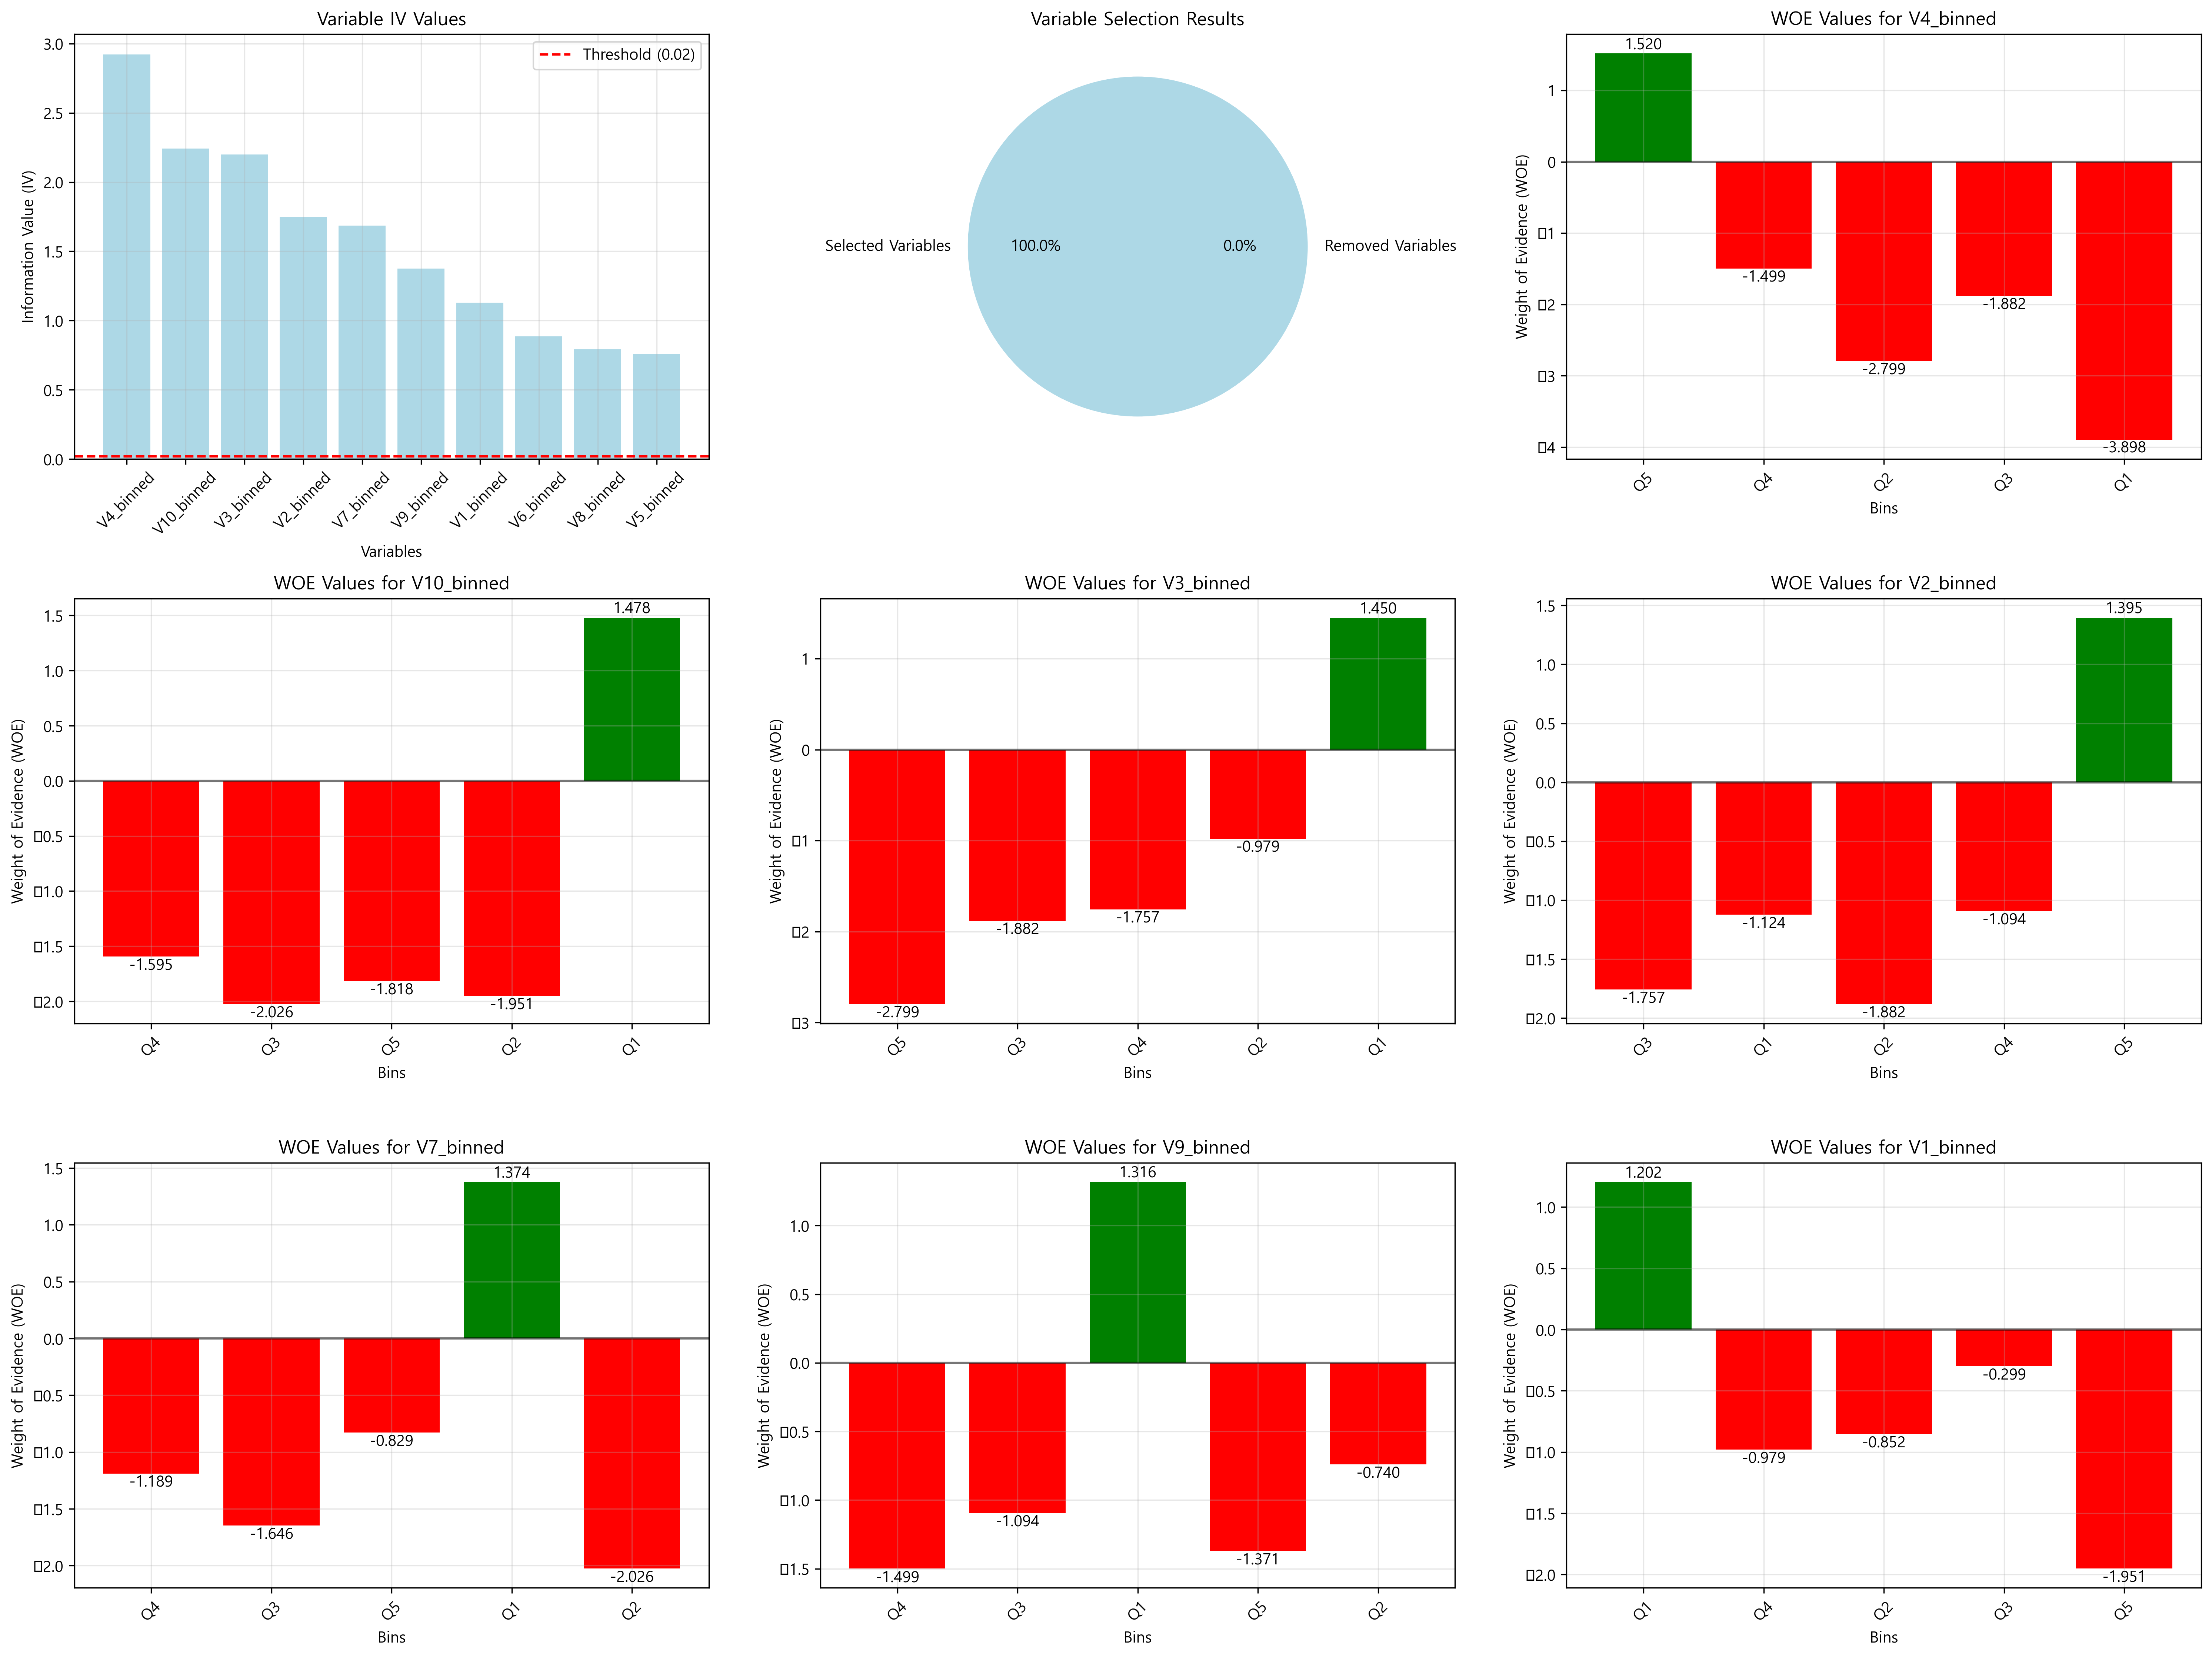 Variable IV Values
Threshold (0.02)
Information Value (IV)
3.0
2.5
2.0
1.5
1.0
0.5
0.0
V4_binned
V10_binned
V3_binned
V2_binned
V7_binned
V9_binned
V1_binned
V6_binned
V8_binned
V5_binned
Variables
Variable Selection Results
Selected Variables
100.0%
0.0%
Removed Variables
WOE Values for V4_binned
Weight of Evidence (WOE)
1
0
▯1
▯2
▯3
▯4
1.520
-1.499
-2.799
-1.882
-3.898
Q5
Q4
Q2
Q3
Q1
Bins
WOE Values for V10_binned
Weight of Evidence (WOE)
1.5
1.0
0.5
0.0
▯0.5
▯1.0
▯1.5
▯2.0
-1.595
-2.026
-1.818
-1.951
1.478
Q4
Q3
Q5
Q2
Q1
Bins
WOE Values for V3_binned
Weight of Evidence (WOE)
1
0
▯1
▯2
▯3
-2.799
-1.882
-1.757
-0.979
1.450
Q5
Q3
Q4
Q2
Q1
Bins
WOE Values for V2_binned
Weight of Evidence (WOE)
1.5
1.0
0.5
0.0
▯0.5
▯1.0
▯1.5
▯2.0
-1.757
-1.124
-1.882
-1.094
1.395
Q3
Q1
Q2
Q4
Q5
Bins
WOE Values for V7_binned
Weight of Evidence (WOE)
1.5
1.0
0.5
0.0
▯0.5
▯1.0
▯1.5
▯2.0
-1.189
-1.646
-0.829
1.374
-2.026
Q4
Q3
Q5
Q1
Q2
Bins
WOE Values for V9_binned
Weight of Evidence (WOE)
1.0
0.5
0.0
▯0.5
▯1.0
▯1.5
-1.499
-1.094
1.316
-1.371
-0.740
Q4
Q3
Q1
Q5
Q2
Bins
WOE Values for V1_binned
Weight of Evidence (WOE)
1.0
0.5
0.0
▯0.5
▯1.0
▯1.5
▯2.0
1.202
-0.979
-0.852
-0.299
-1.951
Q1
Q4
Q2
Q3
Q5
Bins